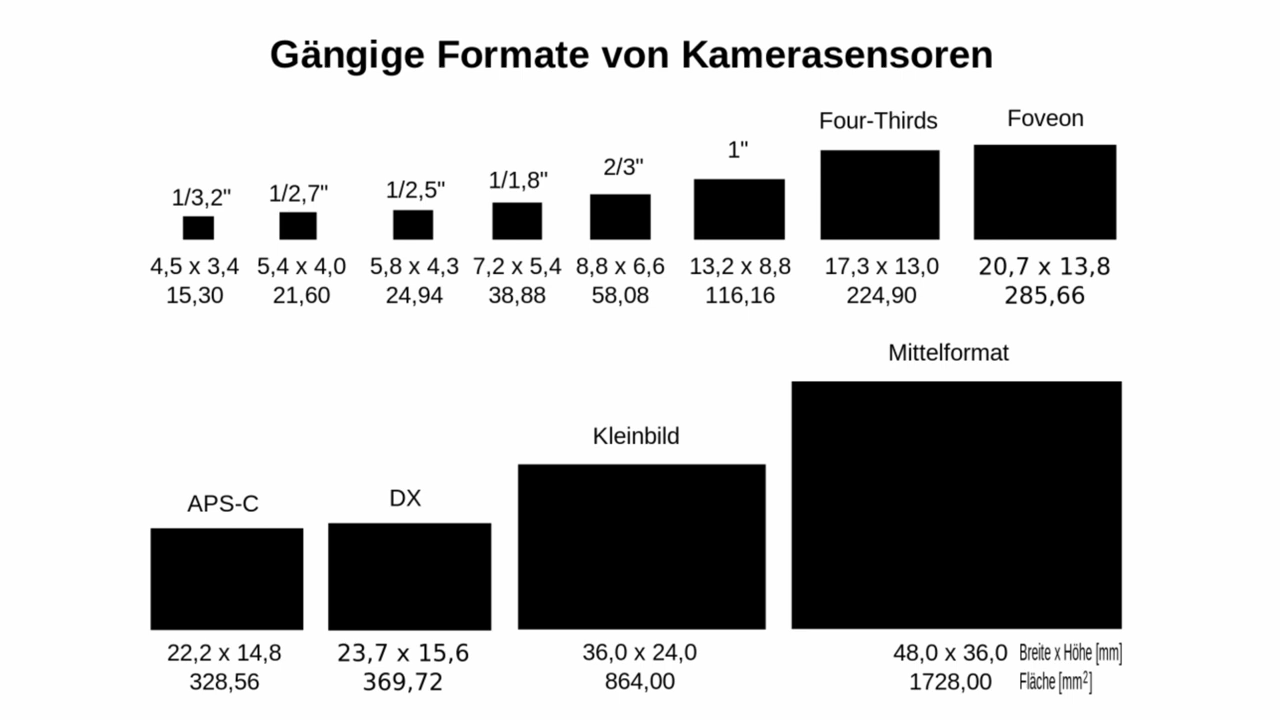 Gängige Formate von Kamerasensoren
1/3,2" 1/2,7" 1/2,5" 1/1,8" 2/3" 1" Four-Thirds Foveon
4,5 x 3,4 5,4 x 4,0 5,8 x 4,3 7,2 x 5,4 8,8 x 6,6 13,2 x 8,8 17,3 x 13,0 20,7 x 13,8
15,30 21,60 24,94 38,88 58,08 116,16 224,90 285,66
APS-C DX Kleinbild Mittelformat
22,2 x 14,8 23,7 x 15,6 36,0 x 24,0 48,0 x 36,0 Breite x Höhe [mm]
328,56 369,72 864,00 1728,00 Fläche [mm²]